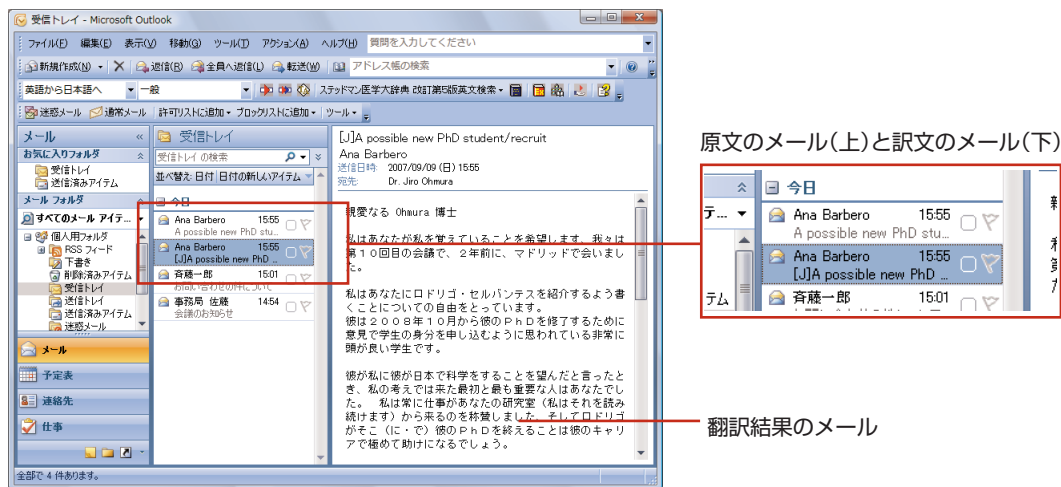 受信トレイ - Microsoft Outlook
ファイル(F) 編集(E) 表示(V) 移動(G) ツール(T) アクション(A) ヘルプ(H) 質問を入力してください
新規作成(N) 返信(R) 全員へ返信(L) 転送(W) アドレス帳の検索
英語から日本語へ 一般 ステッドマン医学大辞典 改訂第5版英文検索
迷惑メール 通常メール 許可リストに追加 ブロックリストに追加 ツール
メール «
お気に入りフォルダ
受信トレイ
送信済みアイテム
メール フォルダ
すべてのメール アイテ...
個人用フォルダ
RSS フィード
下書き
削除済みアイテム
受信トレイ
送信トレイ
送信済みアイテム
迷惑メール
メール
予定表
連絡先
仕事
全部で 4 件あります。
受信トレイ
受信トレイ の検索
並べ替え: 日付 日付の新しいアイテム
今日
Ana Barbero 15:55
A possible new PhD stu...
Ana Barbero 15:55
[J]A possible new PhD ...
斉藤一郎 15:01
お問い合わせの件について
事務局 佐藤 14:54
会議のお知らせ
[J]A possible new PhD student/recruit
Ana Barbero
送信日時: 2007/09/09 (日) 15:55
宛先: Dr. Jiro Ohmura
親愛なる Ohmura 博士
私はあなたが私を覚えていることを希望します、我々は
第10回目の会議で、2年前に、マドリッドで会いまし
た。
私はあなたにロドリゴ・セルバンテスを紹介するよう書
くことについての自由をとっています。
彼は2008年10月から彼のPhDを修了するために
意見で学生の身分を申し込むように思われている非常に
頭が良い学生です。
彼が私に彼が日本で科学をすることを望んだと言ったと
き、私の考えでは来た最初と最も重要な人はあなたでし
た。 私は常に仕事があなたの研究室（私はそれを読み
続けます）から来るのを称賛しました、そしてロドリゴ
がそこ（に・で）彼のPhDを終えることは彼のキャリ
アで極めて助けになるでしょう。
原文のメール（上）と訳文のメール（下）
テ...
テム
今日
Ana Barbero 15:55
A possible new PhD stu...
Ana Barbero 15:55
[J]A possible new PhD ...
斉藤一郎 15:01
翻訳結果のメール